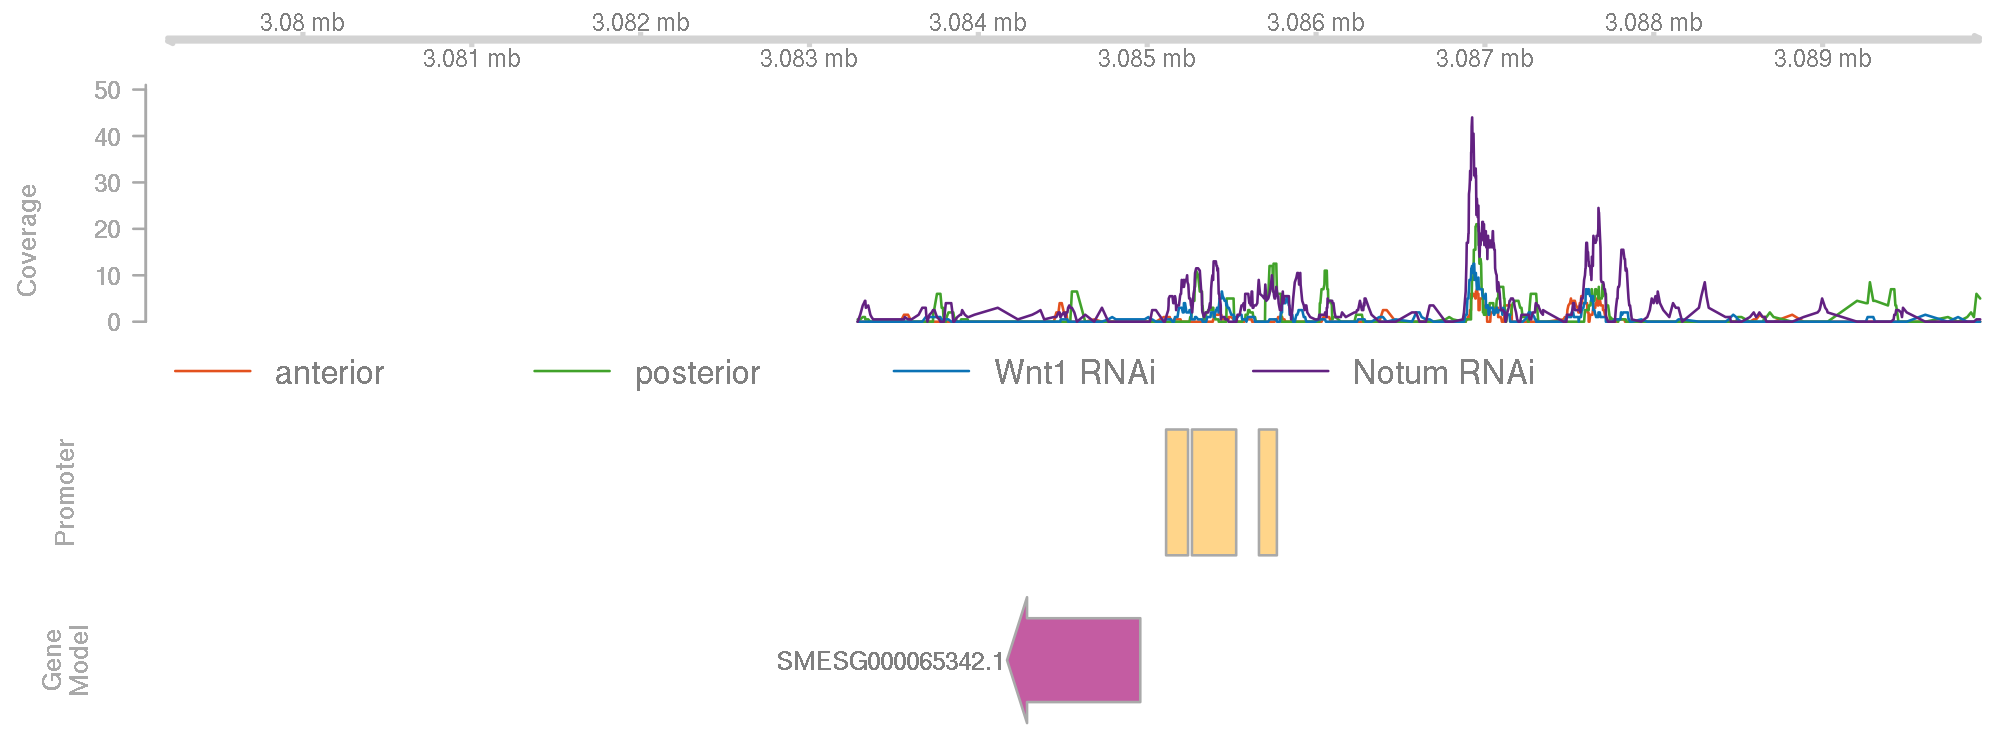 3.08 mb 3.082 mb 3.084 mb 3.086 mb 3.088 mb
3.081 mb 3.083 mb 3.085 mb 3.087 mb 3.089 mb
Coverage
50
40
30
20
10
0
anterior posterior Wnt1 RNAi Notum RNAi
Promoter
Gene
Model
SMESG000065342.1